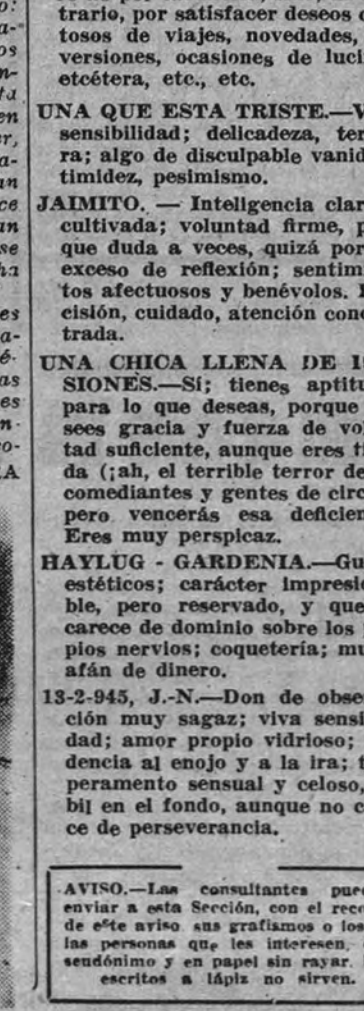 trario, por satisfacer deseos
tosos de viajes, novedades,
versiones, ocasiones de luci
etcétera, etc., etc.
UNA QUE ESTA TRISTE.—V
sensibilidad; delicadeza, ter
ra; algo de disculpable vanid
timidez, pesimismo.
JAIMITO. — Inteligencia clar
cultivada; voluntad firme, p
que duda a veces, quizá por
exceso de reflexión; sentim
tos afectuosos y benévolos.
cisión, cuidado, atención conc
trada.
UNA CHICA LLENA DE I
SIONES.—Sí; tienes aptitu
para lo que deseas, porque
sees gracia y fuerza de vo
tad suficiente, aunque eres t
da (¡ah, el terrible terror de
comediantes y gentes de circ
pero vencerás esa deficien
Eres muy perspicaz.
HAYLUG - GARDENIA.—Gu
estéticos; carácter impresi
ble, pero reservado, y que
carece de dominio sobre los
pios nervios; coquetería; mu
afán de dinero.
13-2-945, J.-N.—Don de obse
ción muy sagaz; viva sensi
dad; amor propio vidrioso;
dencia al enojo y a la ira; t
peramento sensual y celoso,
bil en el fondo, aunque no c
ce de perseverancia.
AVISO.—Las consultantes pue
enviar a esta Sección, con el rec
de este aviso sus grafismos o los
las personas que les interesen,
seudónimo y en papel sin rayar.
escritos a lápiz no sirven.